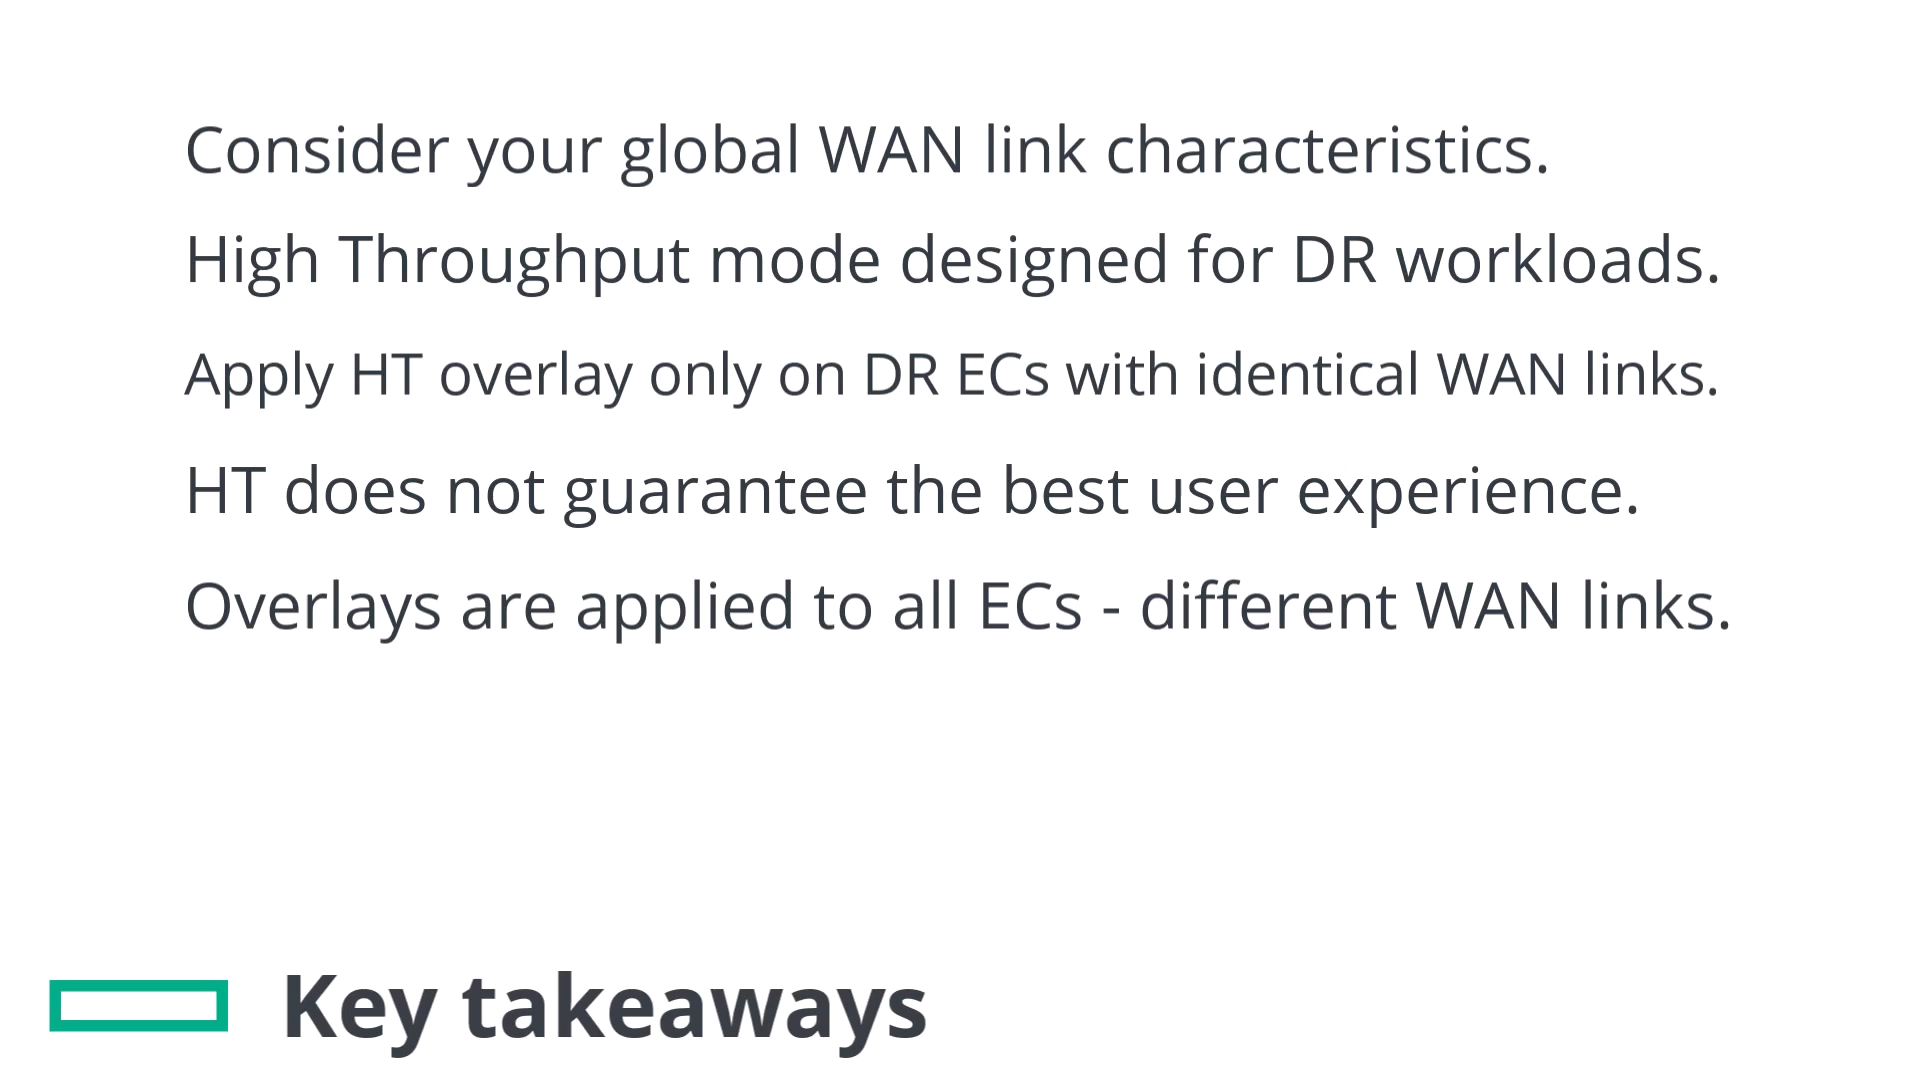 Consider your global WAN link characteristics.
High Throughput mode designed for DR workloads.
Apply HT overlay only on DR ECs with identical WAN links.
HT does not guarantee the best user experience.
Overlays are applied to all ECs - different WAN links.
Key takeaways